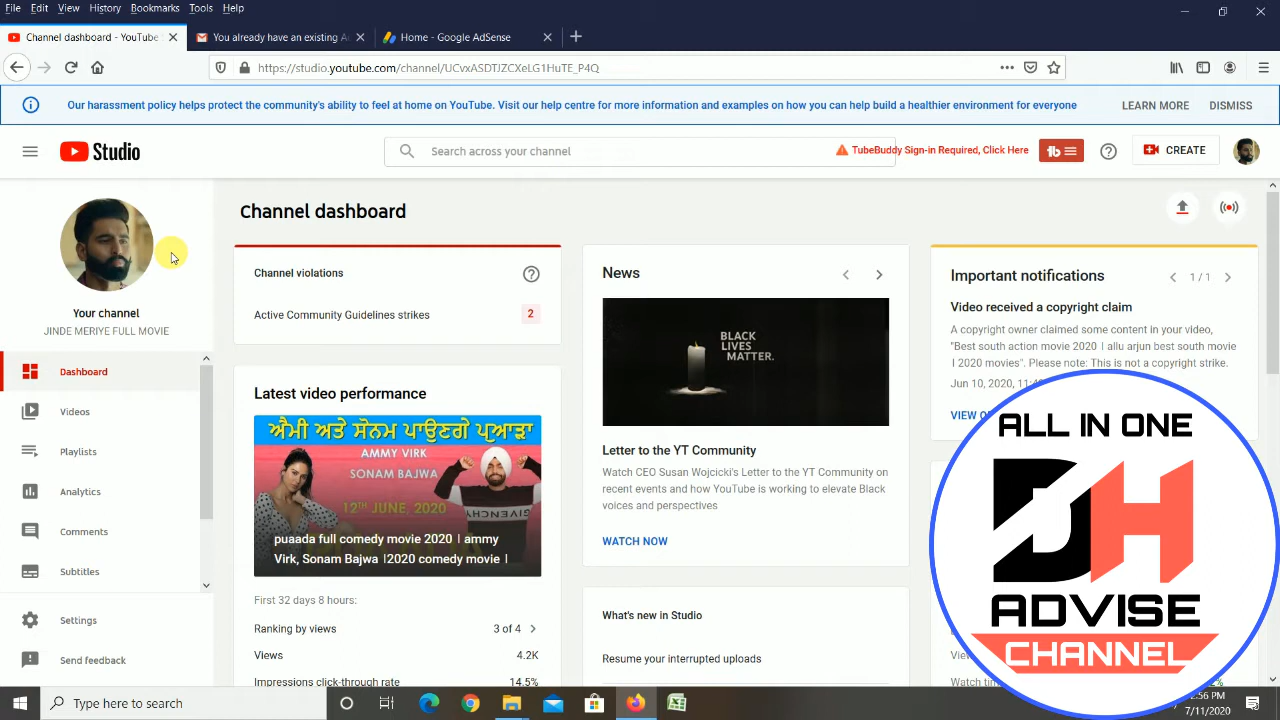 File Edit View History Bookmarks Tools Help
Channel dashboard - YouTube
You already have an existing A
Home - Google AdSense
https://studio.youtube.com/channel/UCvxASDTJZCXeLG1HuTE_P4Q
Our harassment policy helps protect the community's ability to feel at home on YouTube. Visit our help centre for more information and examples on how you can help build a healthier environment for everyone
LEARN MORE
DISMISS
Studio
Search across your channel
TubeBuddy Sign-in Required, Click Here
tb
CREATE
Your channel
JINDE MERIYE FULL MOVIE
Dashboard
Videos
Playlists
Analytics
Comments
Subtitles
Settings
Send feedback
Channel dashboard
Channel violations
Active Community Guidelines strikes
2
Latest video performance
ਐਮੀ ਅਤੇ ਸੋਨਮ ਪਾਉਣਗੇ ਪੁਆੜਾ
AMMY VIRK
SONAM BAJWA
12TH JUNE, 2020
GIVENCHY
puaada full comedy movie 2020 । ammy
Virk, Sonam Bajwa ।2020 comedy movie ।
First 32 days 8 hours:
Ranking by views
3 of 4
Views
4.2K
Impressions click-through rate
14.5%
News
BLACK
LIVES
MATTER.
Letter to the YT Community
Watch CEO Susan Wojcicki's Letter to the YT Community on
recent events and how YouTube is working to elevate Black
voices and perspectives
WATCH NOW
What's new in Studio
Resume your interrupted uploads
Important notifications
1 / 1
Video received a copyright claim
A copyright owner claimed some content in your video,
"Best south action movie 2020 । allu arjun best south movie
। 2020 movies". Please note: This is not a copyright strike.
Jun 10, 2020,
VIEW
ALL IN ONE
DH
ADVISE
CHANNEL
Watch
Type here to search
7/11/2020